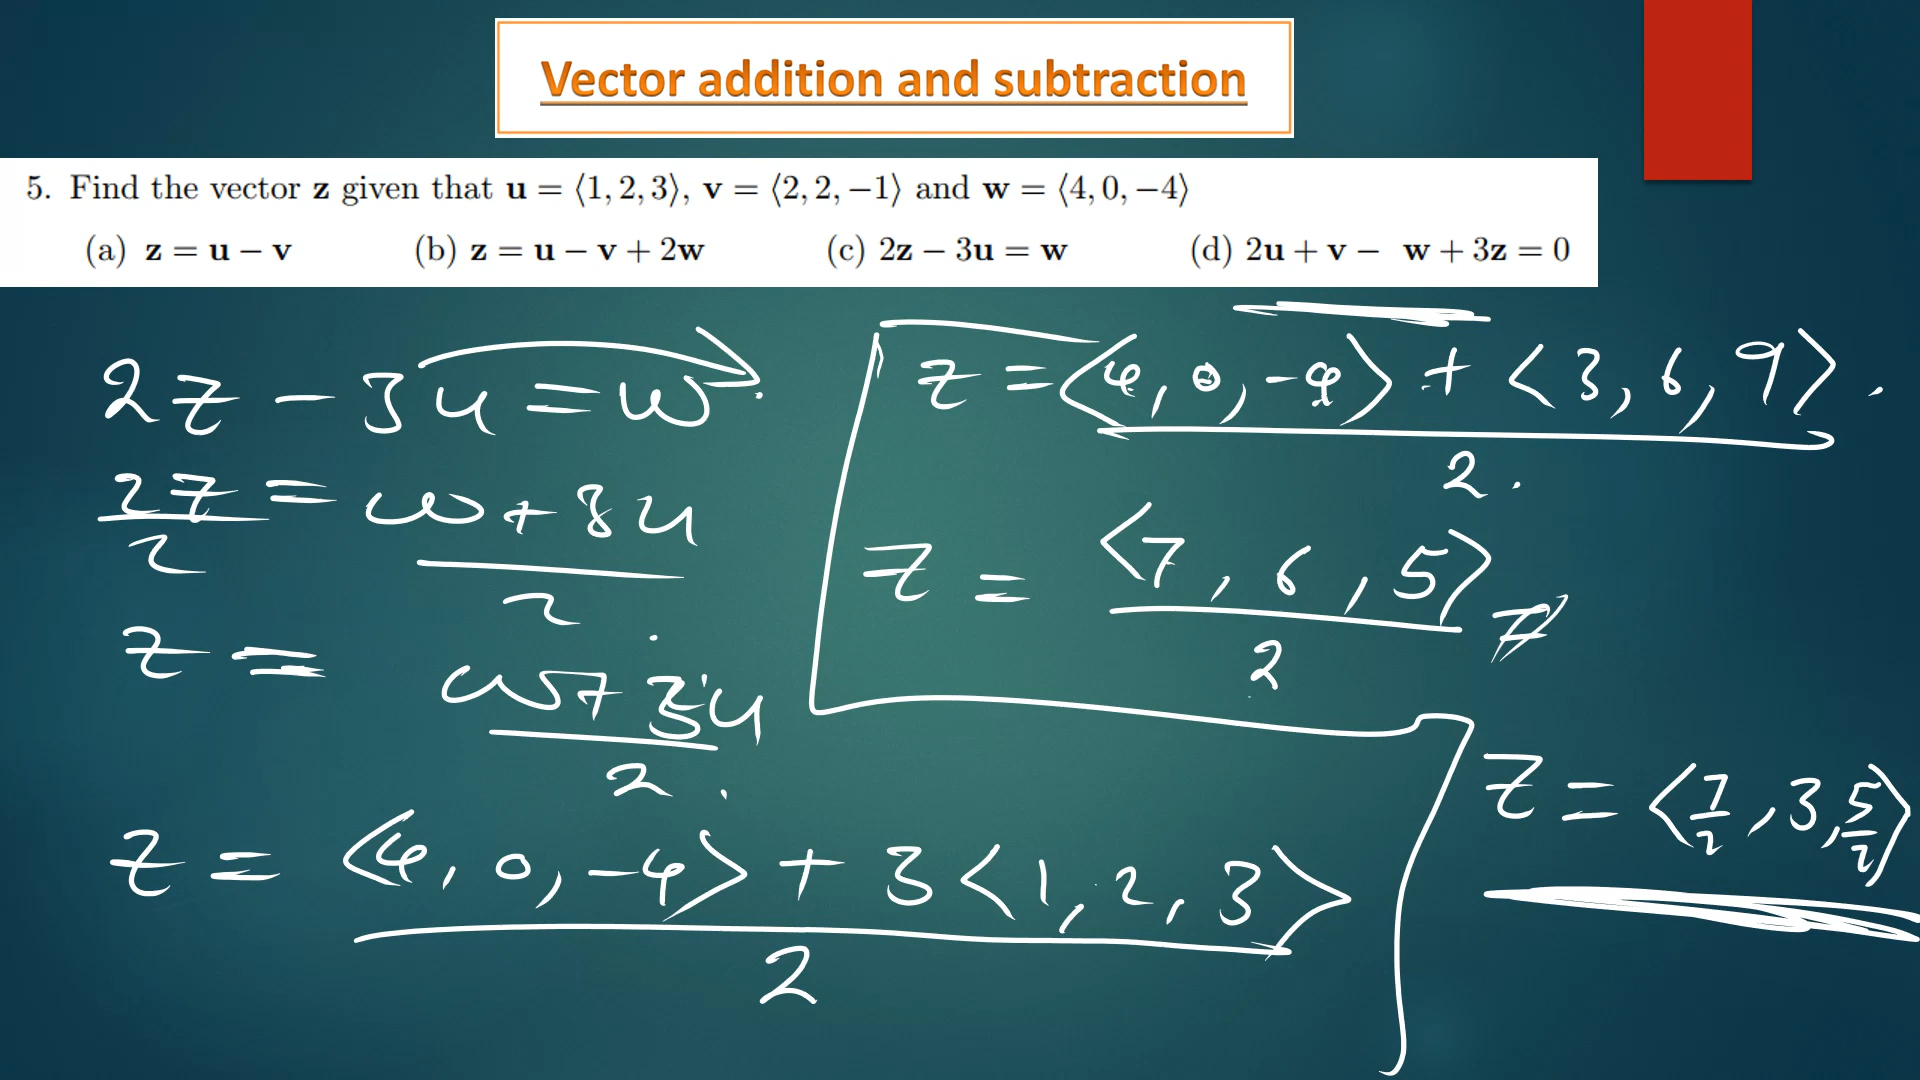 Vector addition and subtraction
5. Find the vector z given that u = ⟨1, 2, 3⟩, v = ⟨2, 2, −1⟩ and w = ⟨4, 0, −4⟩
(a) z = u − v (b) z = u − v + 2w (c) 2z − 3u = w (d) 2u + v − w + 3z = 0
2z − 3u = w
2z = w + 3u
2 2
z = w + 3u
2
z = ⟨4, 0, −4⟩ + 3⟨1, 2, 3⟩
2
z = ⟨4, 0, −4⟩ + ⟨3, 6, 9⟩.
2.
z = ⟨7, 6, 5⟩
2
z = ⟨7/2, 3, 5/2⟩